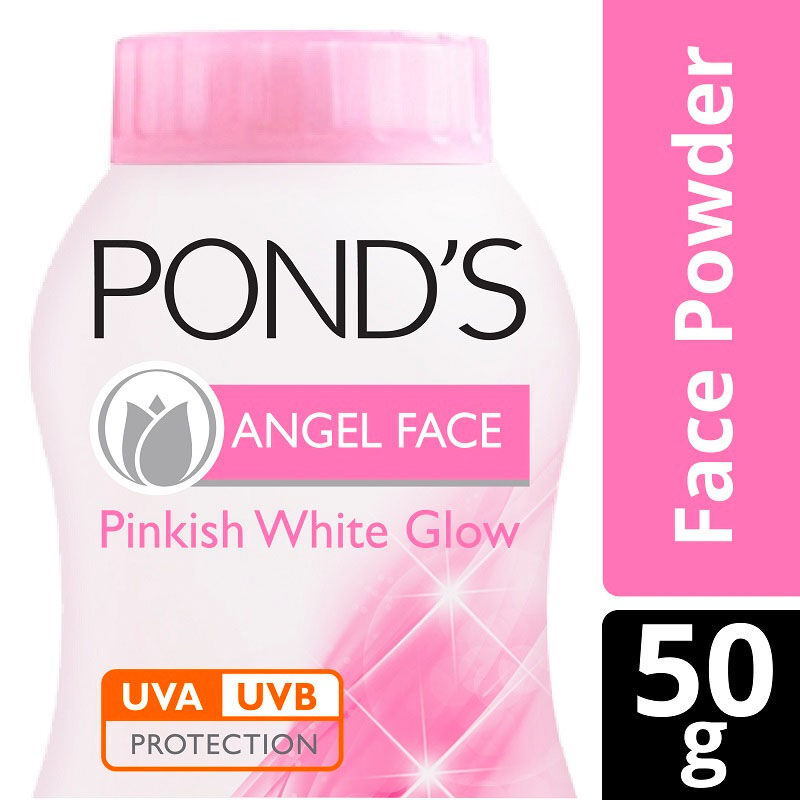 POND'S
ANGEL FACE
Pinkish White Glow
UVA UVB
PROTECTION
Face Powder
50
g